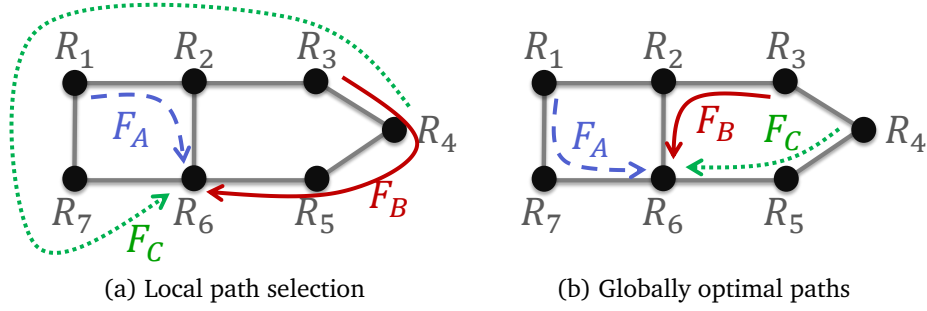 R1 R2 R3
FA
R4
FB
R7 R6 R5
FC
(a) Local path selection
R1 R2 R3
FA FB FC
R4
R7 R6 R5
(b) Globally optimal paths